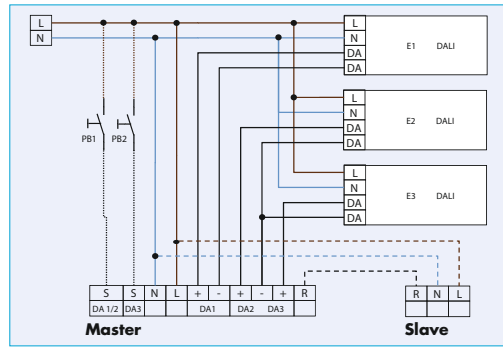 L
N
L
N
DA
DA
E1 DALI
L
N
DA
DA
E2 DALI
L
N
DA
DA
E3 DALI
PB1 PB2
S S N L + - + - + R
DA 1/2 DA3 DA1 DA2 DA3
R N L
Master Slave